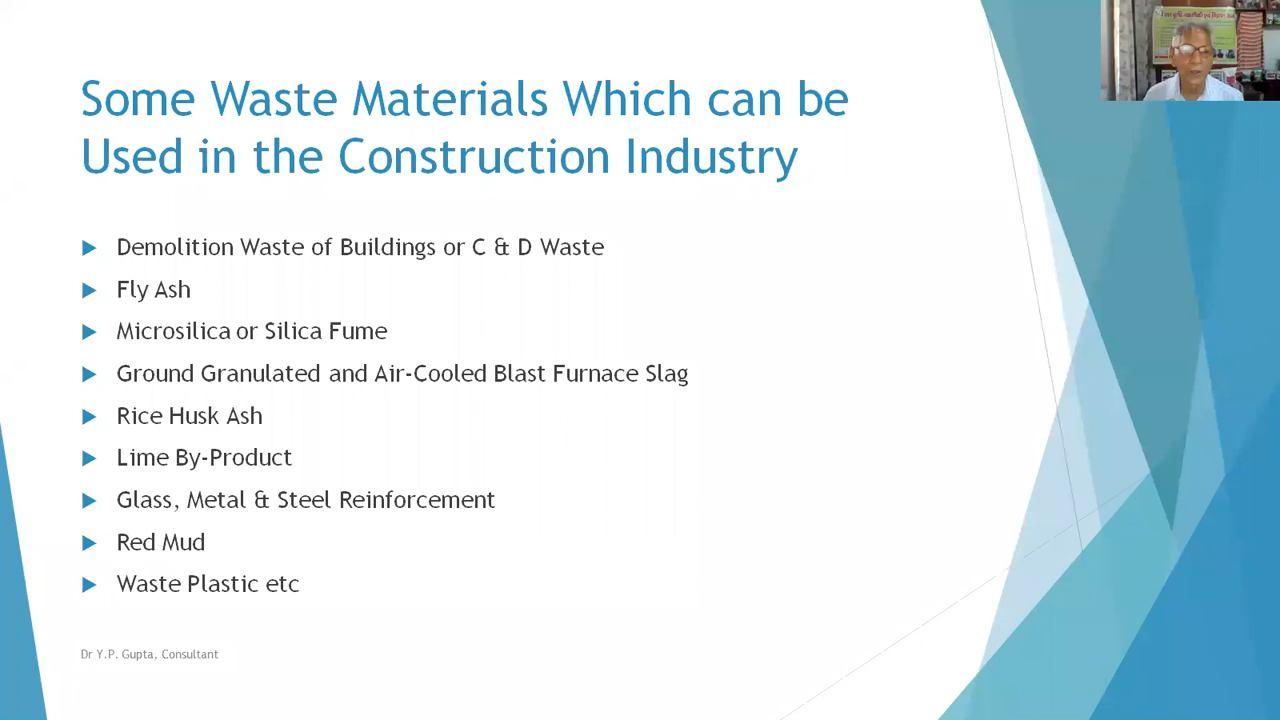 Some Waste Materials Which can be
Used in the Construction Industry
Demolition Waste of Buildings or C & D Waste
Fly Ash
Microsilica or Silica Fume
Ground Granulated and Air-Cooled Blast Furnace Slag
Rice Husk Ash
Lime By-Product
Glass, Metal & Steel Reinforcement
Red Mud
Waste Plastic etc
Dr Y.P. Gupta, Consultant